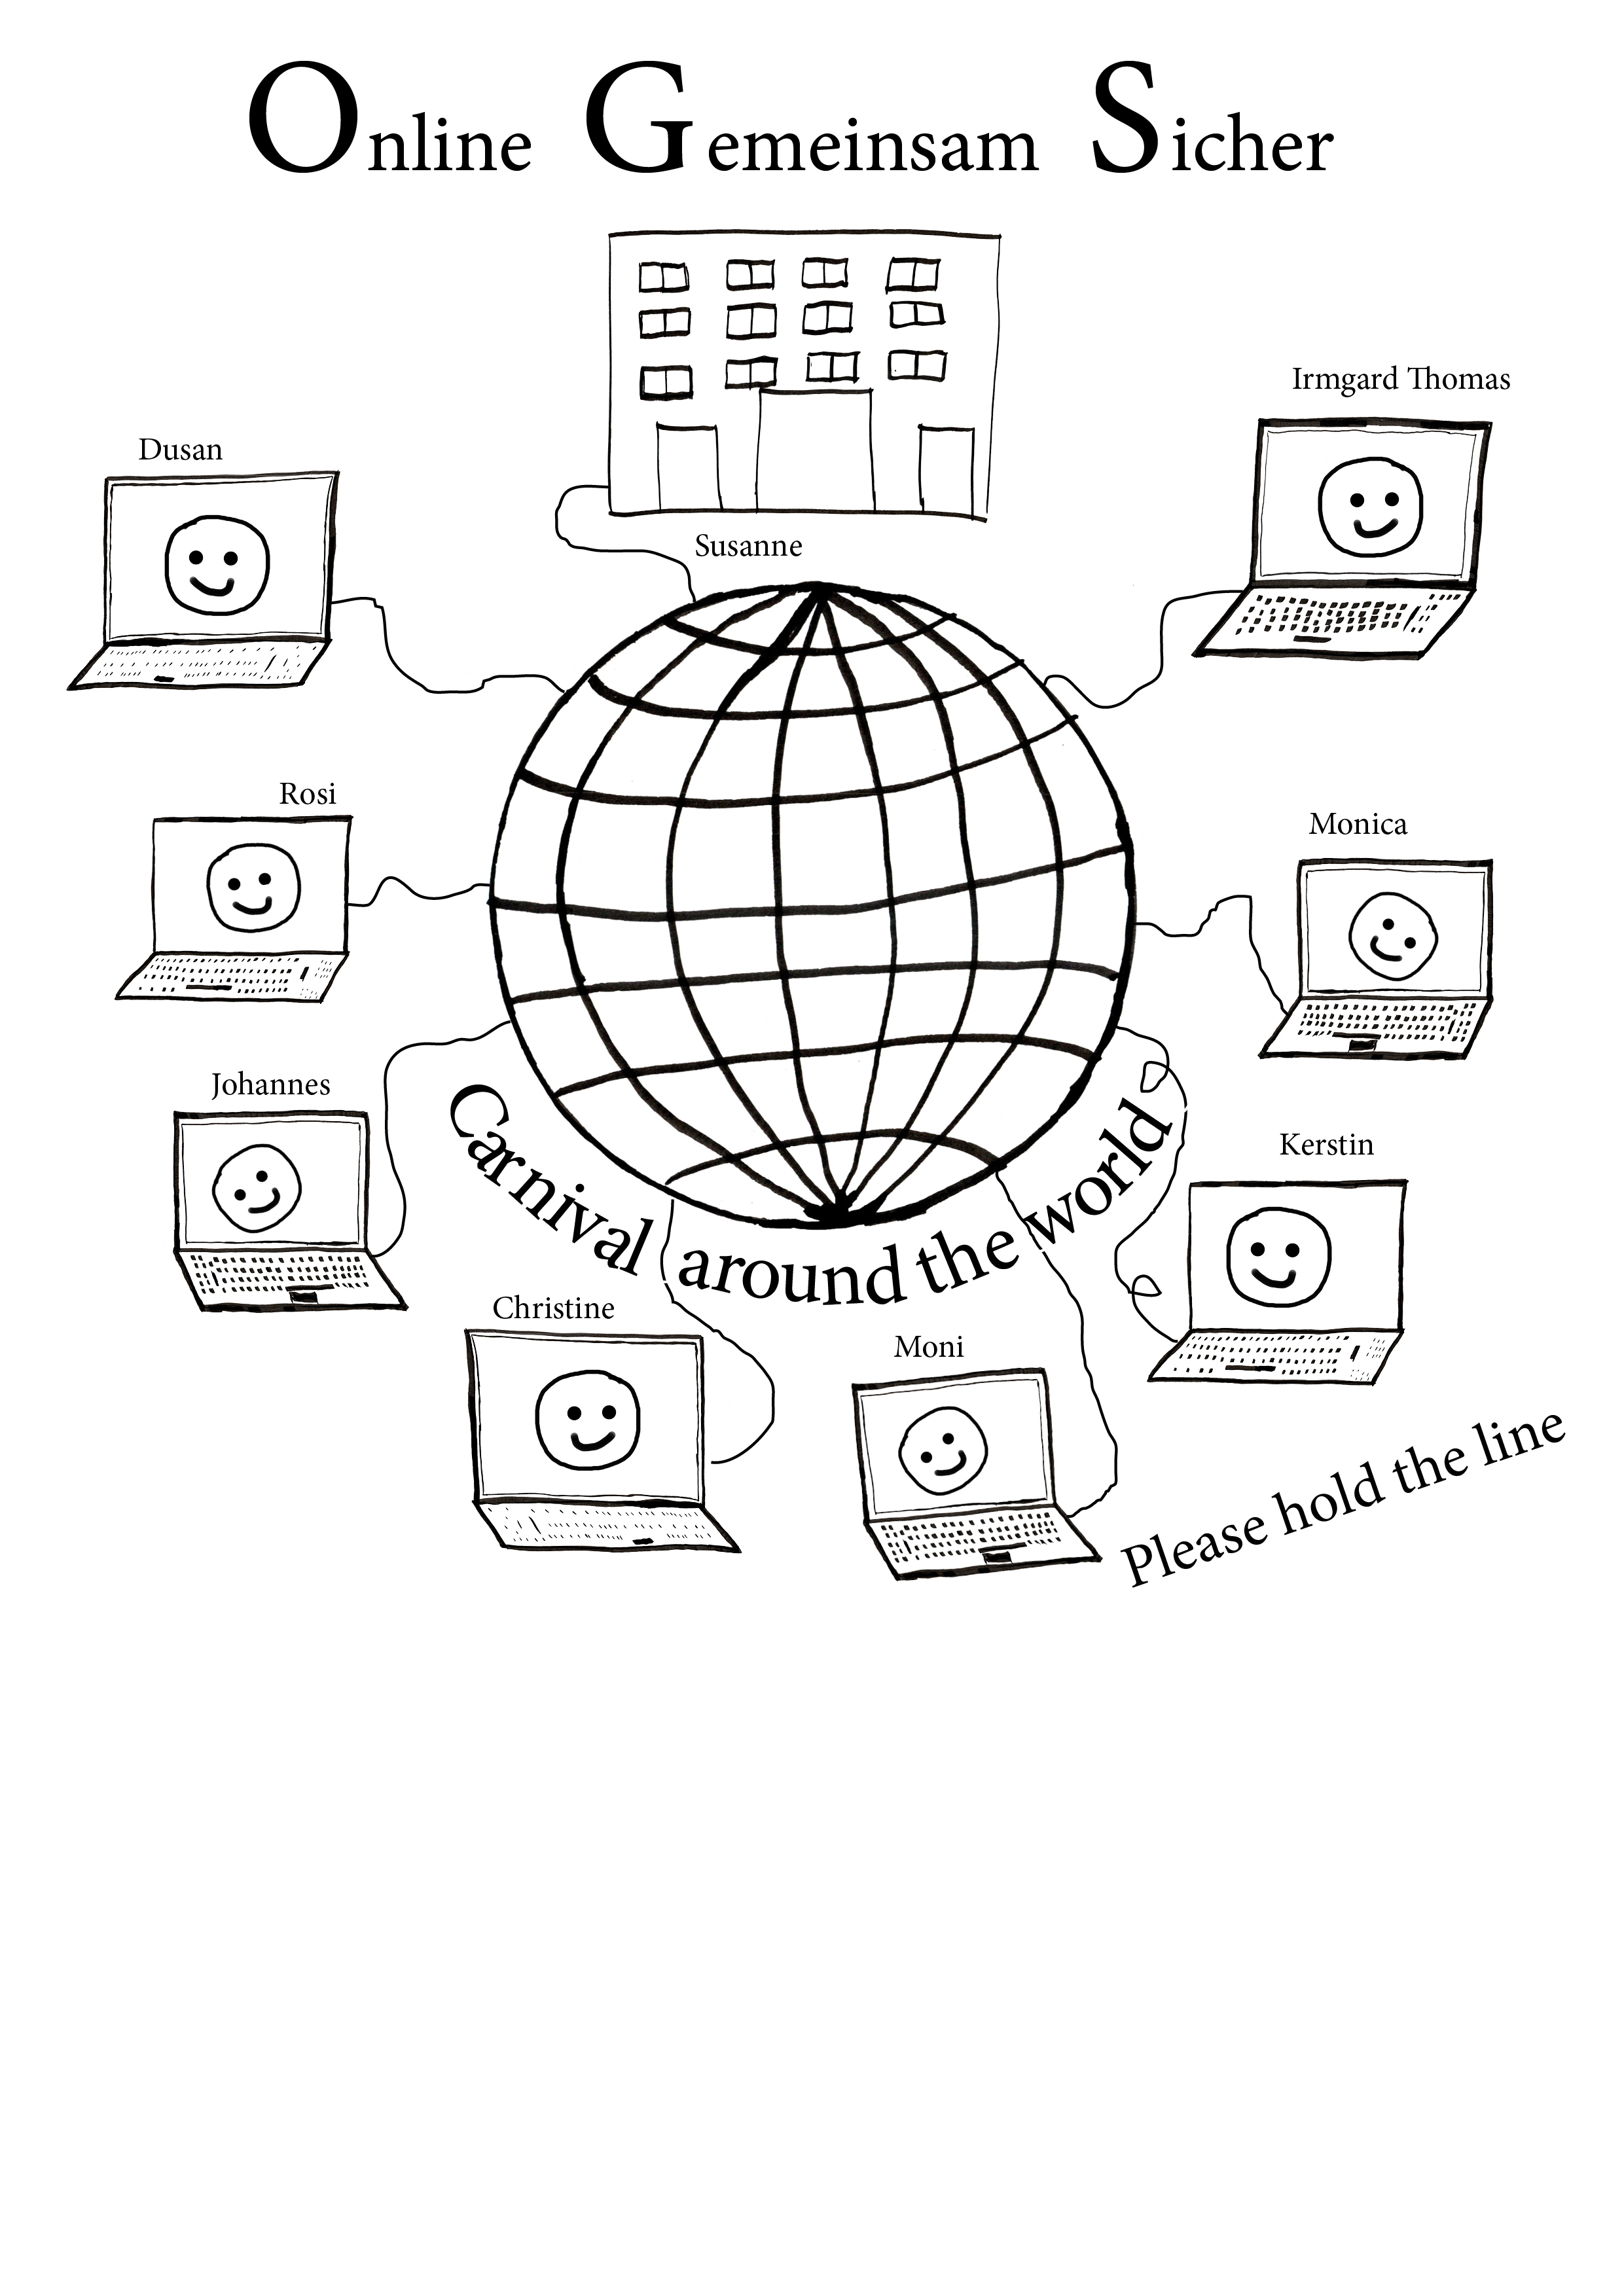 Online Gemeinsam Sicher
Irmgard Thomas
Dusan
Susanne
Rosi
Monica
Johannes
Kerstin
Carnival around the world
Christine
Moni
Please hold the line